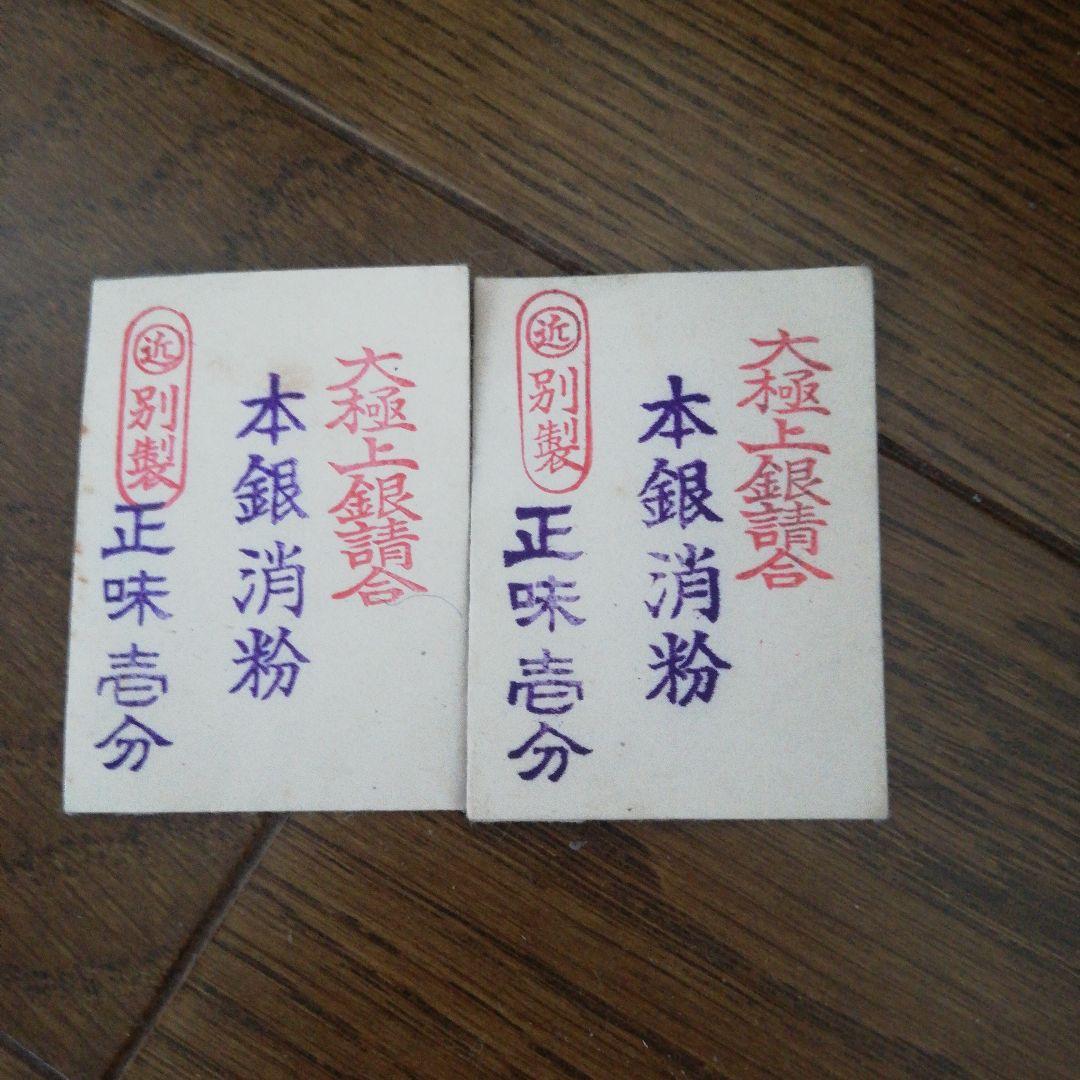 大極上銀請合
本銀消粉
近 別製
正味壱分
大極上銀請合
本銀消粉
近 別製
正味壱分